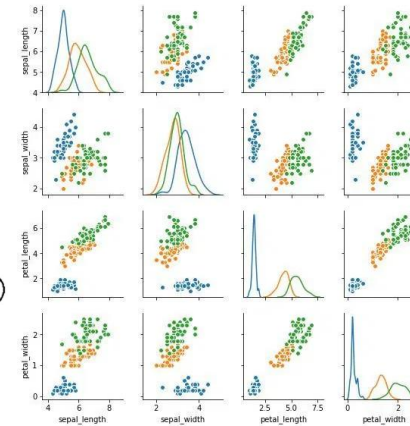 sepal_length
8
7
6
5
4
sepal_width
4
3
2
petal_length
6
4
2
petal_width
2
1
0
4 6 8
2 4
2.5 5.0 7.5
0 2
sepal_length sepal_width petal_length petal_width